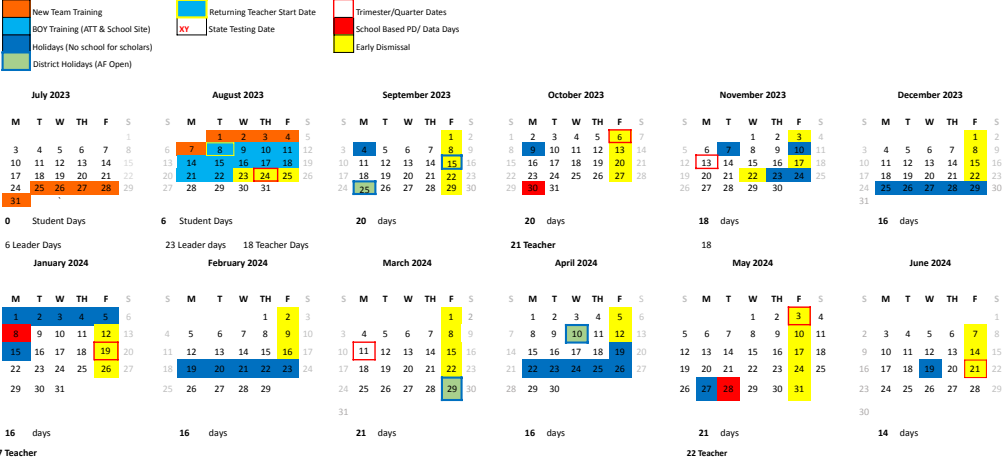 New Team Training Returning Teacher Start Date Trimester/Quarter Dates
BOY Training (ATT & School Site) XY State Testing Date School Based PD/ Data Days
Holidays (No school for scholars) Early Dismissal
District Holidays (AF Open)
July 2023 August 2023 September 2023 October 2023 November 2023 December 2023
M T W TH F S S M T W TH F S S M T W TH F S S M T W TH F S S M T W TH F S S M T W TH F S
1 1 2 3 4 5 1 2 1 2 3 4 5 6 7 1 2 3 4 1 2
3 4 5 6 7 8 6 7 8 9 10 11 12 3 4 5 6 7 8 9 8 9 10 11 12 13 14 5 6 7 8 9 10 11 3 4 5 6 7 8 9
10 11 12 13 14 15 13 14 15 16 17 18 19 10 11 12 13 14 15 16 15 16 17 18 19 20 21 12 13 14 15 16 17 18 10 11 12 13 14 15 16
17 18 19 20 21 22 20 21 22 23 24 25 26 17 18 19 20 21 22 23 22 23 24 25 26 27 28 19 20 21 22 23 24 25 17 18 19 20 21 22 23
24 25 26 27 28 29 27 28 29 30 31 24 25 26 27 28 29 30 29 30 31 26 27 28 29 30 24 25 26 27 28 29 30
31 ` 31
0 Student Days 6 Student Days 20 days 20 days 18 days 16 days
6 Leader Days 23 Leader days 18 Teacher Days 21 Teacher 18
January 2024 February 2024 March 2024 April 2024 May 2024 June 2024
M T W TH F S S M T W TH F S S M T W TH F S S M T W TH F S S M T W TH F S S M T W TH F S
1 2 3 4 5 6 1 2 3 1 2 1 2 3 4 5 6 1 2 3 4 1
8 9 10 11 12 13 4 5 6 7 8 9 10 3 4 5 6 7 8 9 7 8 9 10 11 12 13 5 6 7 8 9 10 11 2 3 4 5 6 7 8
15 16 17 18 19 20 11 12 13 14 15 16 17 10 11 12 13 14 15 16 14 15 16 17 18 19 20 12 13 14 15 16 17 18 9 10 11 12 13 14 15
22 23 24 25 26 27 18 19 20 21 22 23 24 17 18 19 20 21 22 23 21 22 23 24 25 26 27 19 20 21 22 23 24 25 16 17 18 19 20 21 22
29 30 31 25 26 27 28 29 24 25 26 27 28 29 30 28 29 30 26 27 28 29 30 31 23 24 25 26 27 28 29
31 30
16 days 16 days 21 days 16 days 21 days 14 days
7 Teacher 22 Teacher